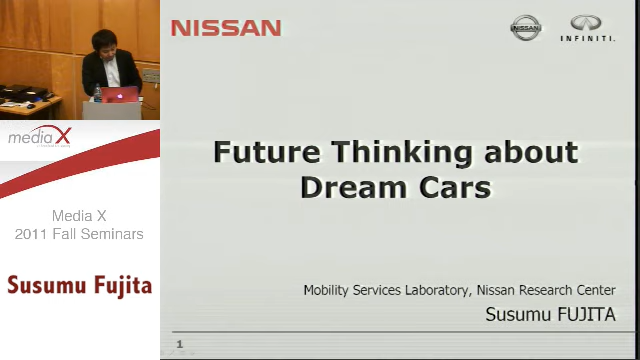 NISSAN
NISSAN
INFINITI.
Future Thinking about
Dream Cars
Mobility Services Laboratory, Nissan Research Center
Susumu FUJITA
1
media X
Media X
2011 Fall Seminars
Susumu Fujita